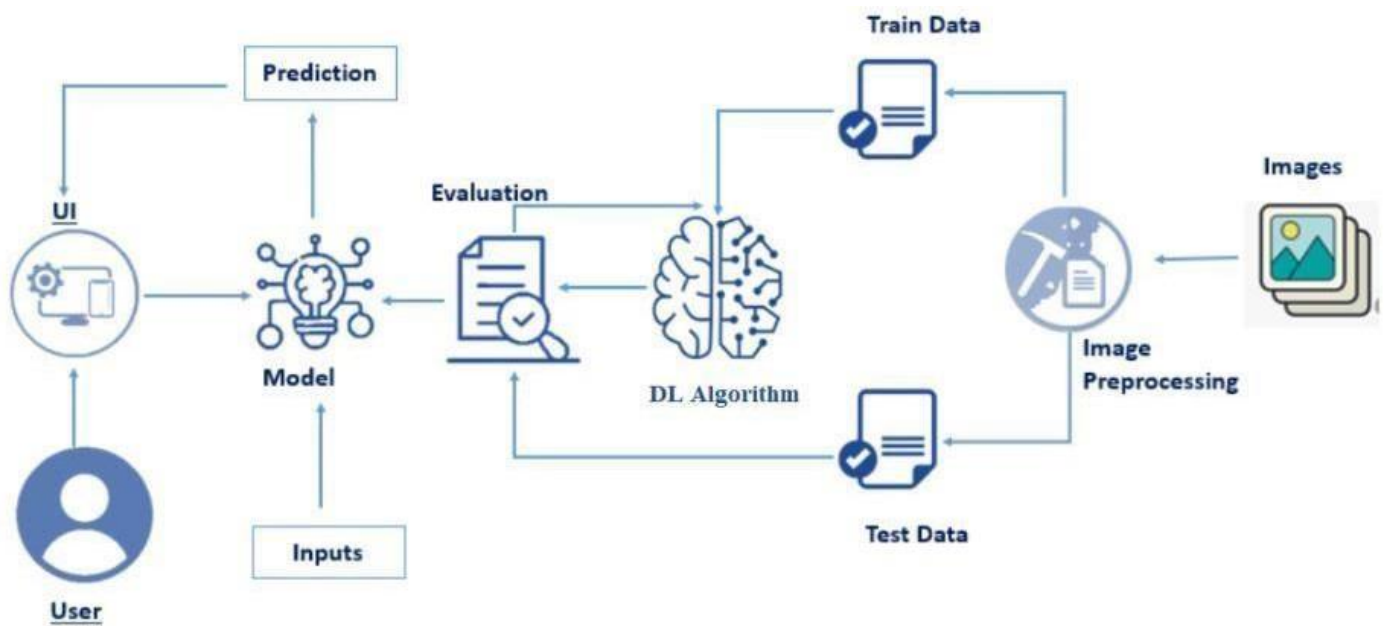 Train Data
Prediction
Images
Evaluation
UI
Model
Image
Preprocessing
DL Algorithm
Test Data
Inputs
User